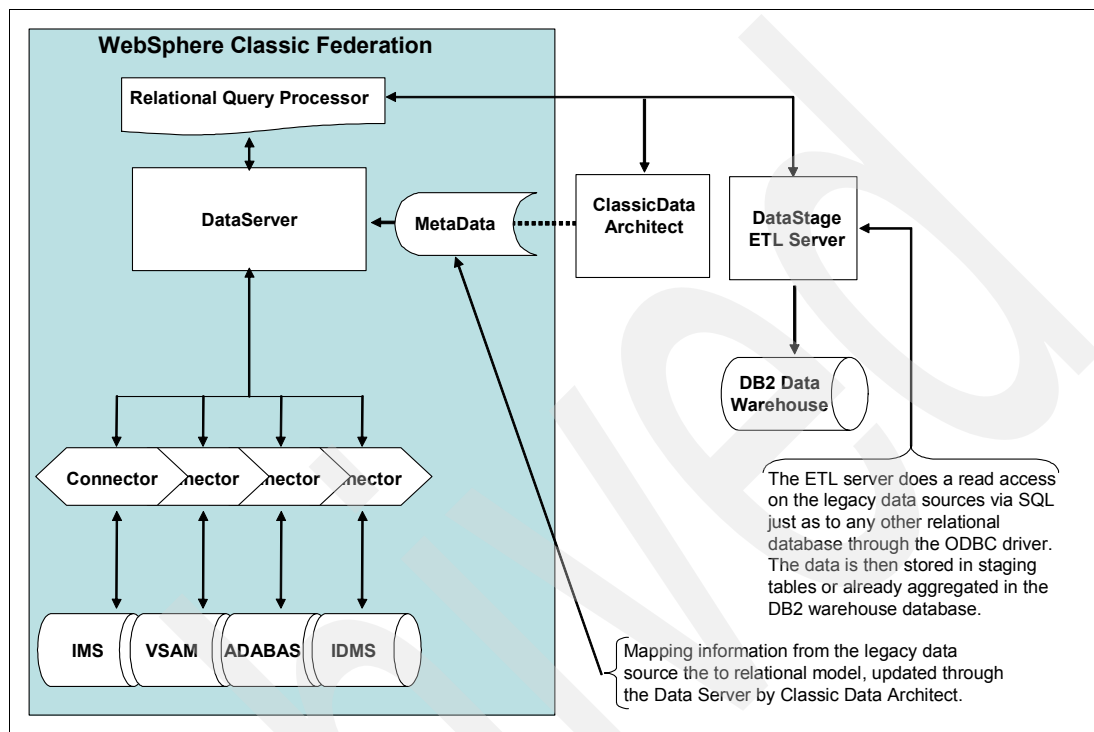 WebSphere Classic Federation
Relational Query Processor
DataServer
MetaData
ClassicData
Architect
DataStage
ETL Server
DB2 Data
Warehouse
Connector
nector
nector
nector
IMS
VSAM
ADABAS
IDMS
The ETL server does a read access
on the legacy data sources via SQL
just as to any other relational
database through the ODBC driver.
The data is then stored in staging
tables or already aggregated in the
DB2 warehouse database.
Mapping information from the legacy data
source the to relational model, updated through
the Data Server by Classic Data Architect.